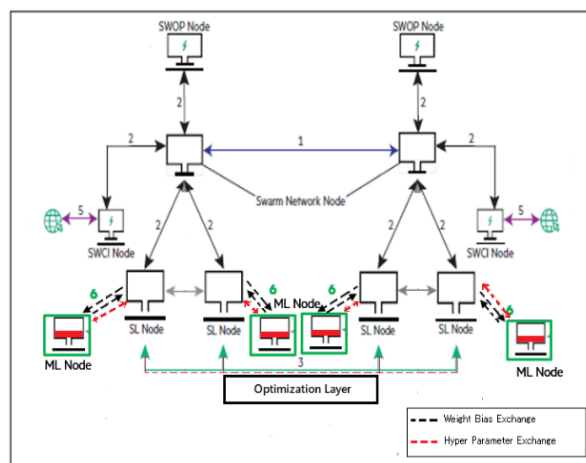 SWOP Node
SWOP Node
2
2
2
1
2
Swarm Network Node
5
2
2
2
2
5
SWCI Node
SWCI Node
6
6
6
6
ML Node
SL Node
SL Node
SL Node
SL Node
ML Node
ML Node
3
Optimization Layer
Weight Bias Exchange
Hyper Parameter Exchange